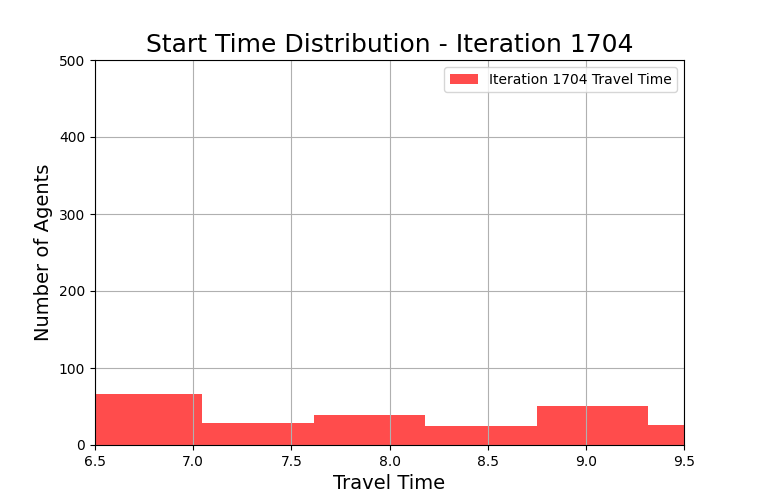 Start Time Distribution - Iteration 1704
Iteration 1704 Travel Time
Number of Agents
500
400
300
200
100
0
6.5 7.0 7.5 8.0 8.5 9.0 9.5
Travel Time